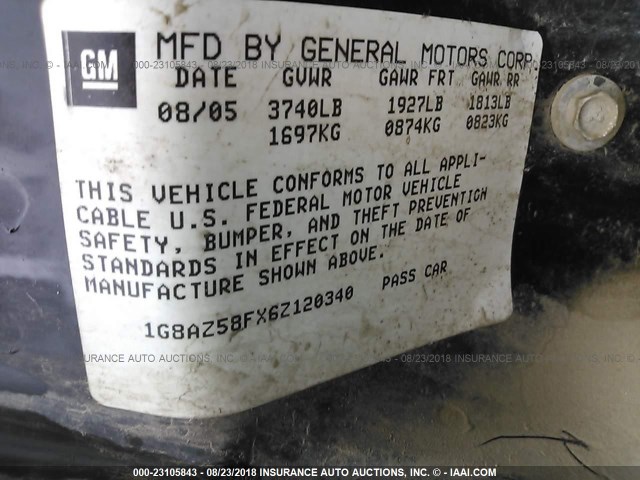 GM
MFD BY GENERAL MOTORS CORP.
DATE GVWR GAWR FRT GAWR RR
08/05 3740LB 1927LB 1813LB
1697KG 0874KG 0823KG
THIS VEHICLE CONFORMS TO ALL APPLI-
CABLE U.S. FEDERAL MOTOR VEHICLE
SAFETY, BUMPER, AND THEFT PREVENTION
STANDARDS IN EFFECT ON THE DATE OF
MANUFACTURE SHOWN ABOVE.
1G8AZ58FX6Z120340 PASS CAR
000-23105843 - 08/23/2018 INSURANCE AUTO AUCTIONS, INC. - © - IAAI.COM